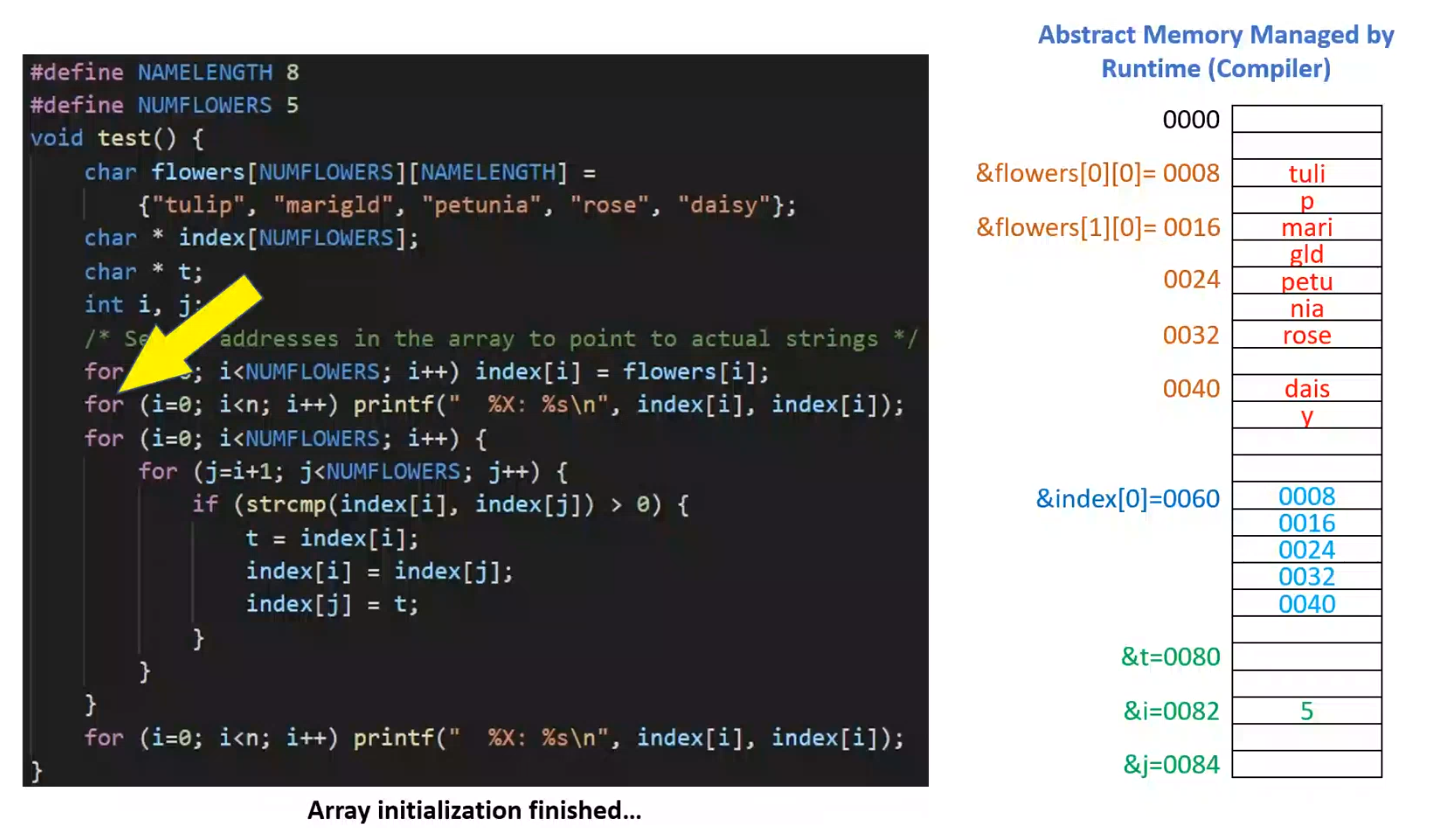 Abstract Memory Managed by
Runtime (Compiler)
#define NAMELENGTH 8
#define NUMFLOWERS 5
void test() {
char flowers[NUMFLOWERS][NAMELENGTH] =
{"tulip", "marigld", "petunia", "rose", "daisy"};
char * index[NUMFLOWERS];
char * t;
int i, j;
/* Se addresses in the array to point to actual strings */
for ; i<NUMFLOWERS; i++) index[i] = flowers[i];
for (i=0; i<n; i++) printf("  %X: %s\n", index[i], index[i]);
for (i=0; i<NUMFLOWERS; i++) {
for (j=i+1; j<NUMFLOWERS; j++) {
if (strcmp(index[i], index[j]) > 0) {
t = index[i];
index[i] = index[j];
index[j] = t;
}
}
}
for (i=0; i<n; i++) printf("  %X: %s\n", index[i], index[i]);
}
Array initialization finished...
0000
&flowers[0][0]= 0008 tuli
p
&flowers[1][0]= 0016 mari
gld
0024 petu
nia
0032 rose
0040 dais
y
&index[0]=0060 0008
0016
0024
0032
0040
&t=0080
&i=0082 5
&j=0084